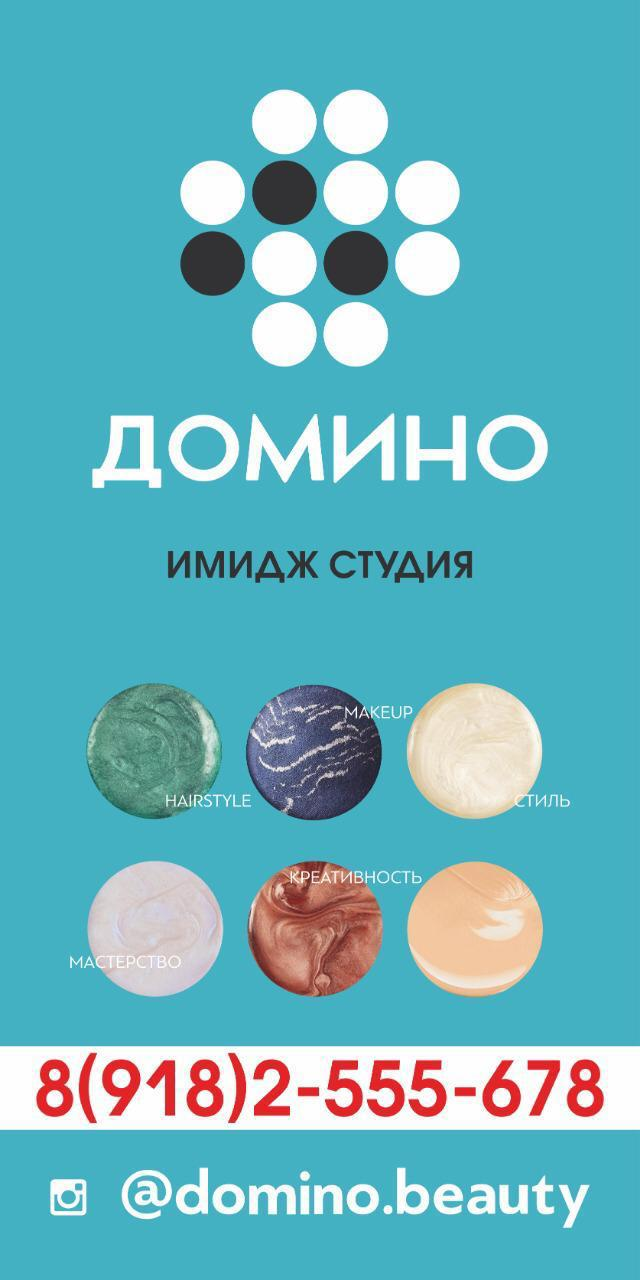 ДОМИНО
ИМИДЖ СТУДИЯ
MAKEUP
HAIRSTYLE
СТИЛЬ
КРЕАТИВНОСТЬ
МАСТЕРСТВО
8(918)2-555-678
@domino.beauty